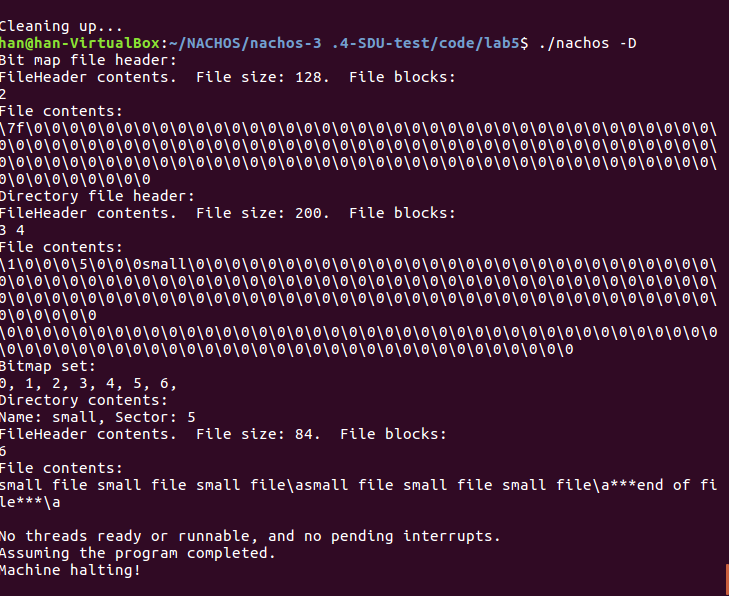 Cleaning up...
han@han-VirtualBox:~/NACHOS/nachos-3 .4-SDU-test/code/lab5$ ./nachos -D
Bit map file header:
FileHeader contents.  File size: 128.  File blocks:
2
File contents:
\7f\0\0\0\0\0\0\0\0\0\0\0\0\0\0\0\0\0\0\0\0\0\0\0\0\0\0\0\0\0\0\0\0\0\0\0\0\0\0\0\
0\0\0\0\0\0\0\0\0\0\0\0\0\0\0\0\0\0\0\0\0\0\0\0\0\0\0\0\0\0\0\0\0\0\0\0\0\0\0\0\
0\0\0\0\0\0\0\0\0\0\0\0\0\0\0\0\0\0\0\0\0\0\0\0\0\0\0\0\0\0\0\0\0\0\0\0\0\0\0\0\
0\0\0\0\0\0\0\0\0
Directory file header:
FileHeader contents.  File size: 200.  File blocks:
3 4
File contents:
\1\0\0\0\5\0\0\0small\0\0\0\0\0\0\0\0\0\0\0\0\0\0\0\0\0\0\0\0\0\0\0\0\0\0\0\0\0\
0\0\0\0\0\0\0\0\0\0\0\0\0\0\0\0\0\0\0\0\0\0\0\0\0\0\0\0\0\0\0\0\0\0\0\0\0\0\0\0\
0\0\0\0\0\0\0\0\0\0\0\0\0\0\0\0\0\0\0\0\0\0\0\0\0\0\0\0\0\0\0\0\0\0\0\0\0\0\0\0\
0\0\0\0\0\0
\0\0\0\0\0\0\0\0\0\0\0\0\0\0\0\0\0\0\0\0\0\0\0\0\0\0\0\0\0\0\0\0\0\0\0\0\0\0\0\0
\0\0\0\0\0\0\0\0\0\0\0\0\0\0\0\0\0\0\0\0\0\0\0\0\0\0\0\0\0\0\0\0
Bitmap set:
0, 1, 2, 3, 4, 5, 6,
Directory contents:
Name: small, Sector: 5
FileHeader contents.  File size: 84.  File blocks:
6
File contents:
small file small file small file\asmall file small file small file\a***end of fi
le***\a
No threads ready or runnable, and no pending interrupts.
Assuming the program completed.
Machine halting!